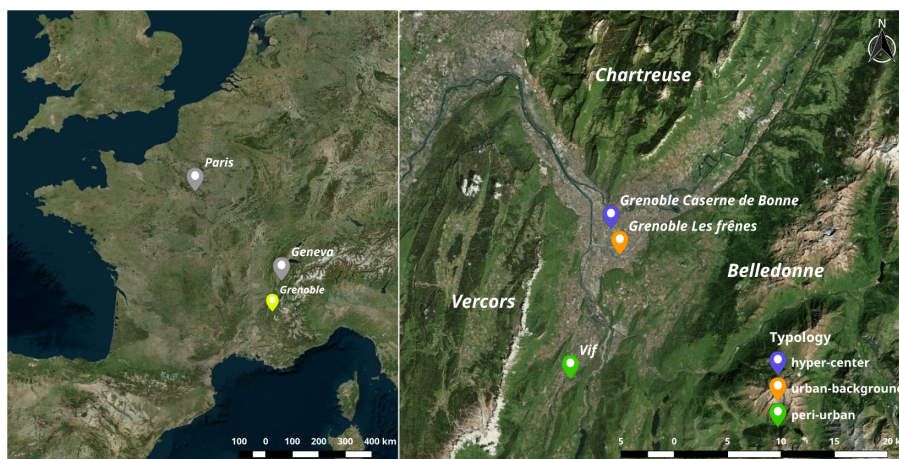 Paris
Geneva
Grenoble
100 0 100 200 300 400 km
N
Chartreuse
Grenoble Caserne de Bonne
Grenoble Les frênes
Belledonne
Vercors
Vif
Typology
hyper-center
urban-background
peri-urban
5 0 5 10 15 20 k